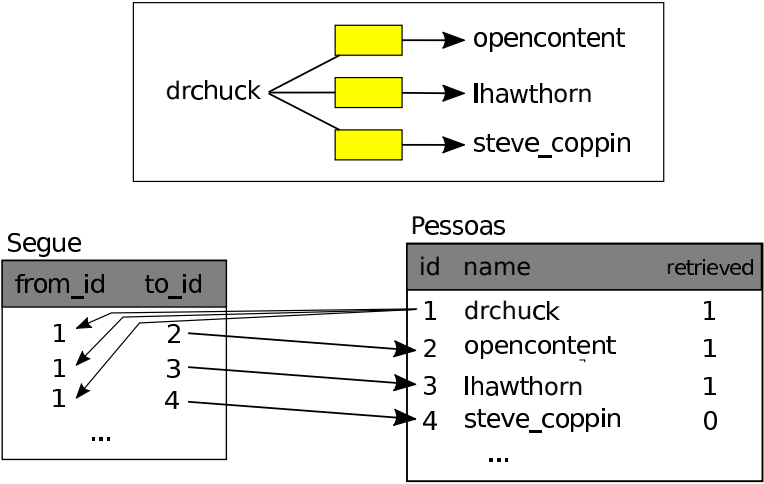 opencontent
drchuck
lhawthorn
steve_coppin
Segue
from_id to_id
1 2
1 3
1 4
...
Pessoas
id name retrieved
1 drchuck 1
2 opencontent 1
3 lhawthorn 1
4 steve_coppin 0
...